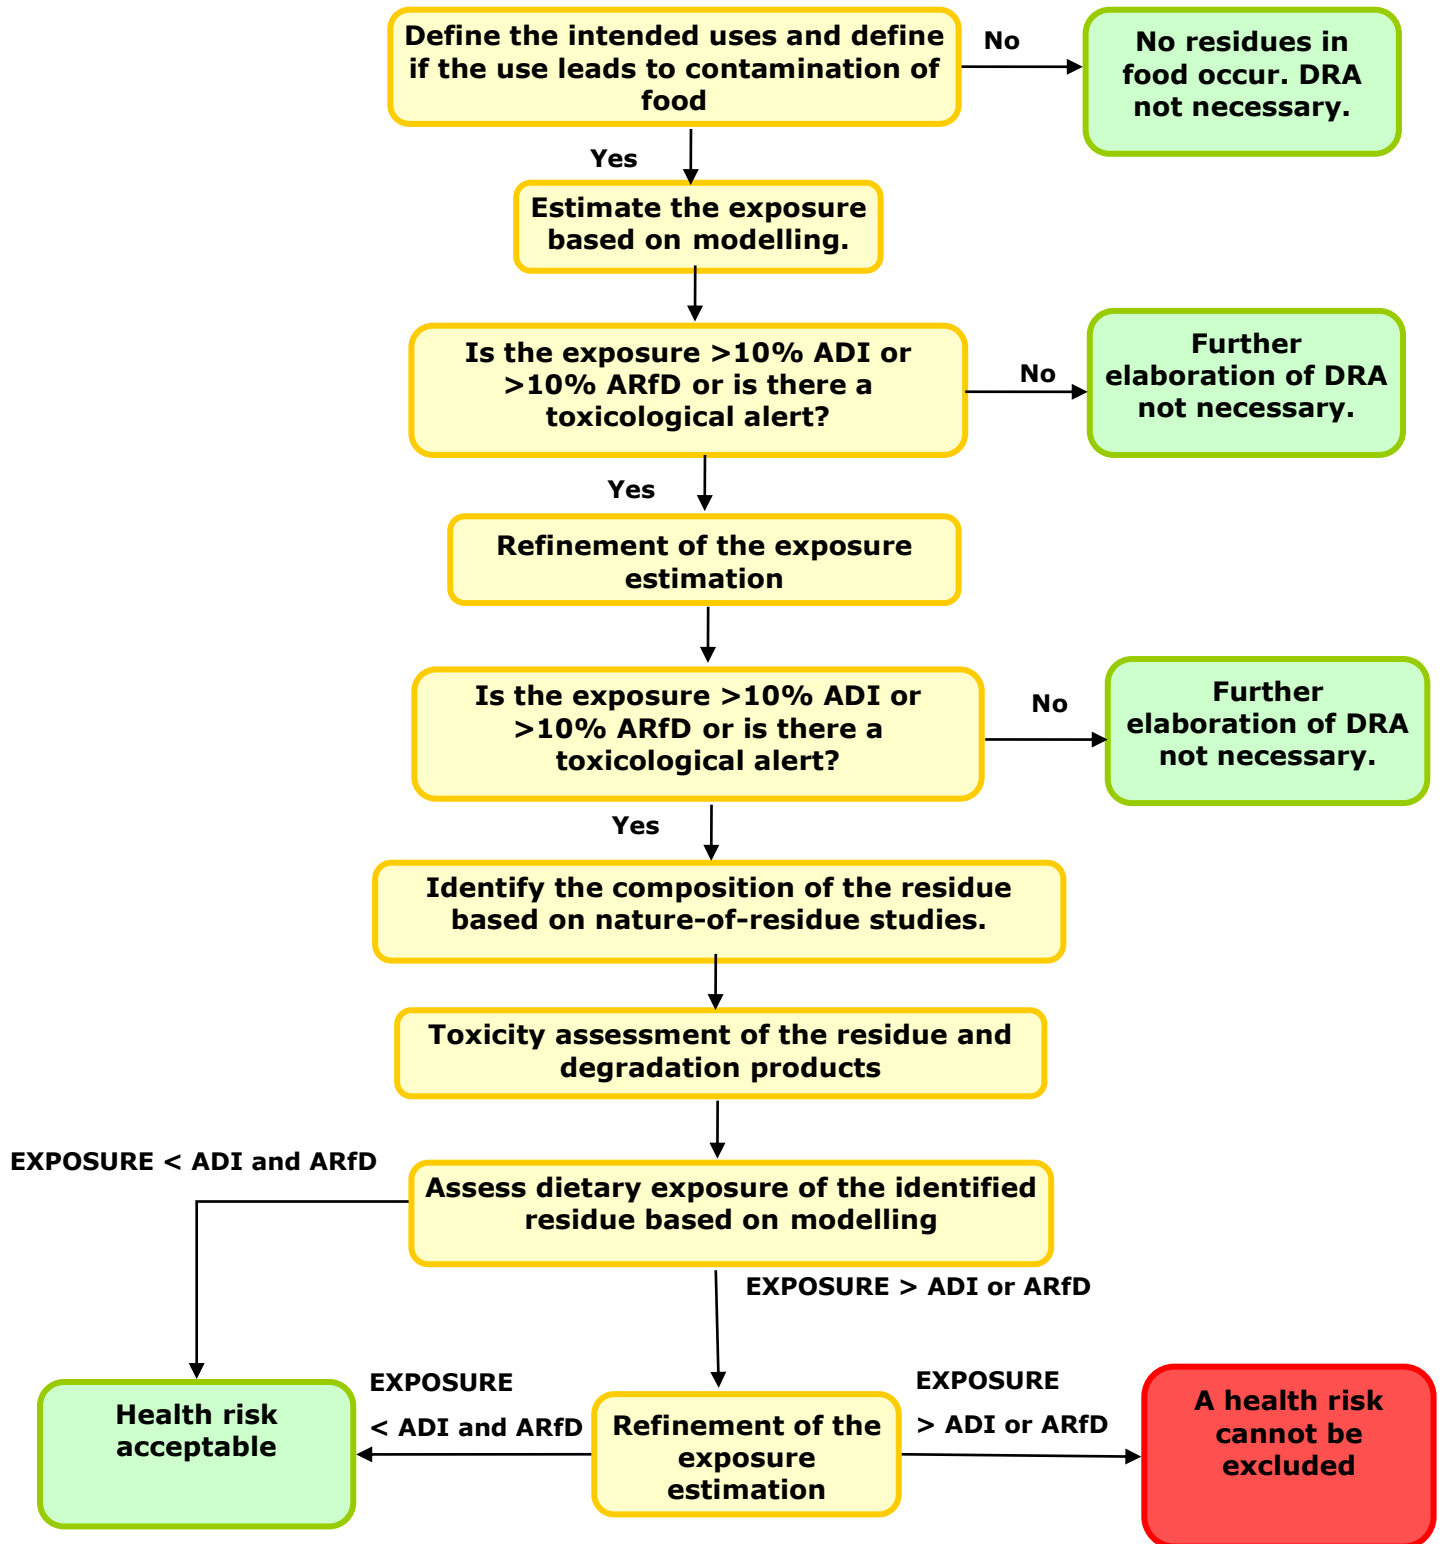 Define the intended uses and define
if the use leads to contamination of
food
No
No residues in
food occur. DRA
not necessary.
Yes
Estimate the exposure
based on modelling.
Is the exposure >10% ADI or
>10% ARfD or is there a
toxicological alert?
No
Further
elaboration of DRA
not necessary.
Yes
Refinement of the exposure
estimation
Is the exposure >10% ADI or
>10% ARfD or is there a
toxicological alert?
No
Further
elaboration of DRA
not necessary.
Yes
Identify the composition of the residue
based on nature-of-residue studies.
Toxicity assessment of the residue and
degradation products
EXPOSURE < ADI and ARfD
Assess dietary exposure of the identified
residue based on modelling
EXPOSURE > ADI or ARfD
Health risk
acceptable
EXPOSURE
< ADI and ARfD
Refinement of the
exposure
estimation
EXPOSURE
> ADI or ARfD
A health risk
cannot be
excluded